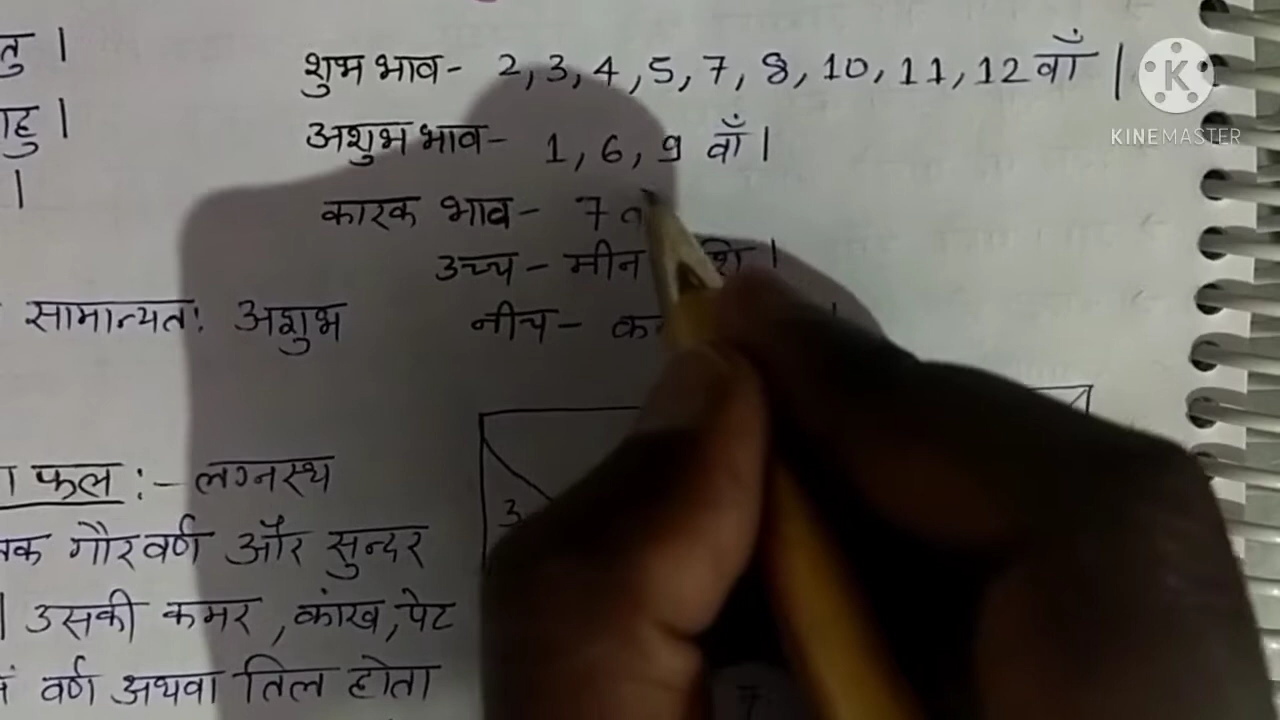 शुभ भाव- 2, 3, 4, 5, 7, 8, 10, 11, 12 वाँ |
अशुभ भाव- 1, 6, 9 वाँ |
कारक भाव- 7
उच्च - मीन
सामान्यतः अशुभ
नीच -
फल :- लग्नस्थ
3
गौरवर्ण और सुन्दर
| उसकी कमर, कांख, पेट
वर्ण अथवा तिल होता
7
K
KINEMASTER